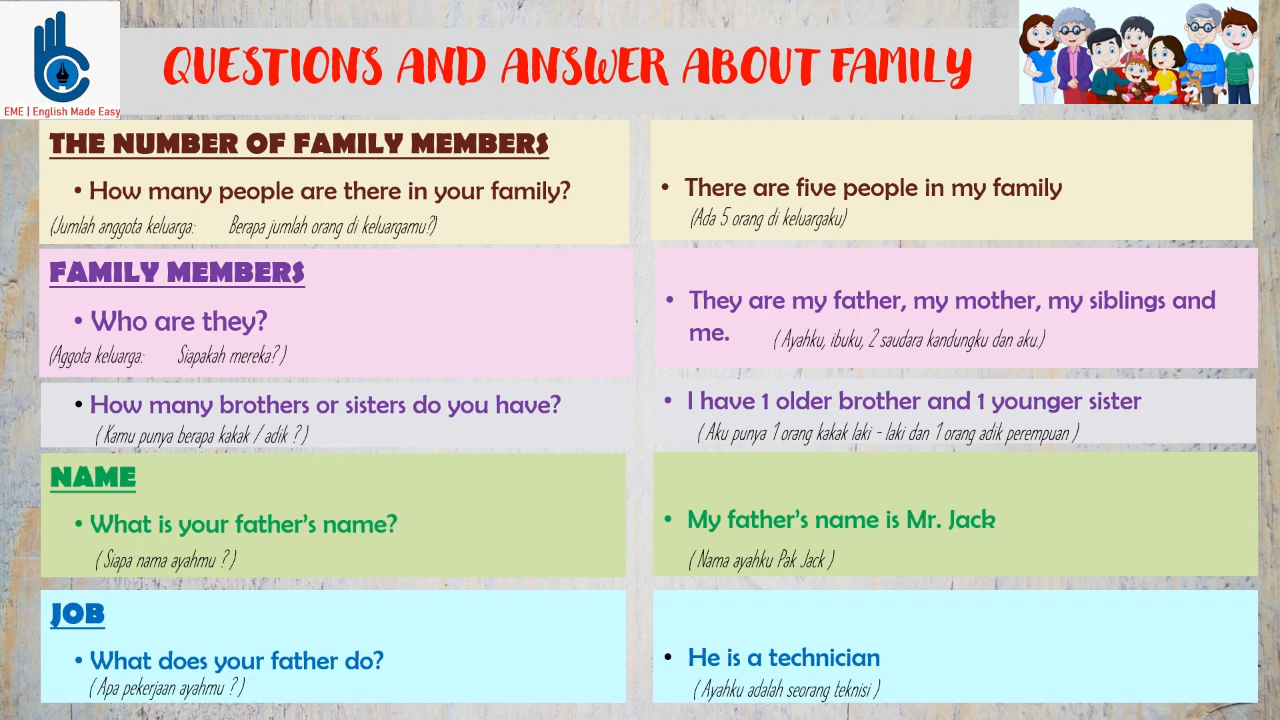 EME | English Made Easy
QUESTIONS AND ANSWER ABOUT FAMILY
THE NUMBER OF FAMILY MEMBERS
• How many people are there in your family?
(Jumlah anggota keluarga: Berapa jumlah orang di keluargamu?)
• There are five people in my family
(Ada 5 orang di keluargaku)
FAMILY MEMBERS
• Who are they?
(Aggota keluarga: Siapakah mereka? )
• They are my father, my mother, my siblings and
me. ( Ayahku, ibuku, 2 saudara kandungku dan aku.)
• How many brothers or sisters do you have?
( Kamu punya berapa kakak / adik ? )
• I have 1 older brother and 1 younger sister
( Aku punya 1 orang kakak laki - laki dan 1 orang adik perempuan )
NAME
• What is your father's name?
( Siapa nama ayahmu ? )
• My father's name is Mr. Jack
( Nama ayahku Pak Jack )
JOB
• What does your father do?
( Apa pekerjaan ayahmu ? )
• He is a technician
( Ayahku adalah seorang teknisi )